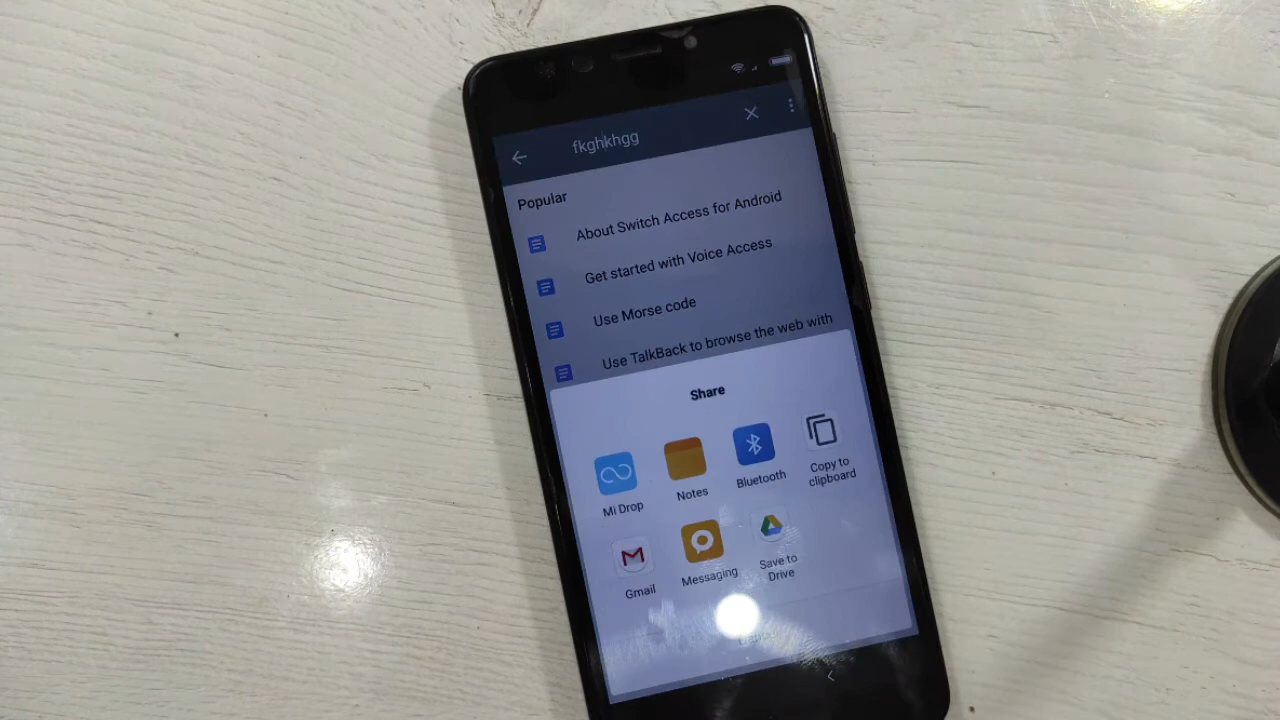 fkghkhgg
Popular
About Switch Access for Android
Get started with Voice Access
Use Morse code
Use TalkBack to browse the web with
Share
Mi Drop
Notes
Bluetooth
Copy to
clipboard
Gmail
Messaging
Save to
Drive